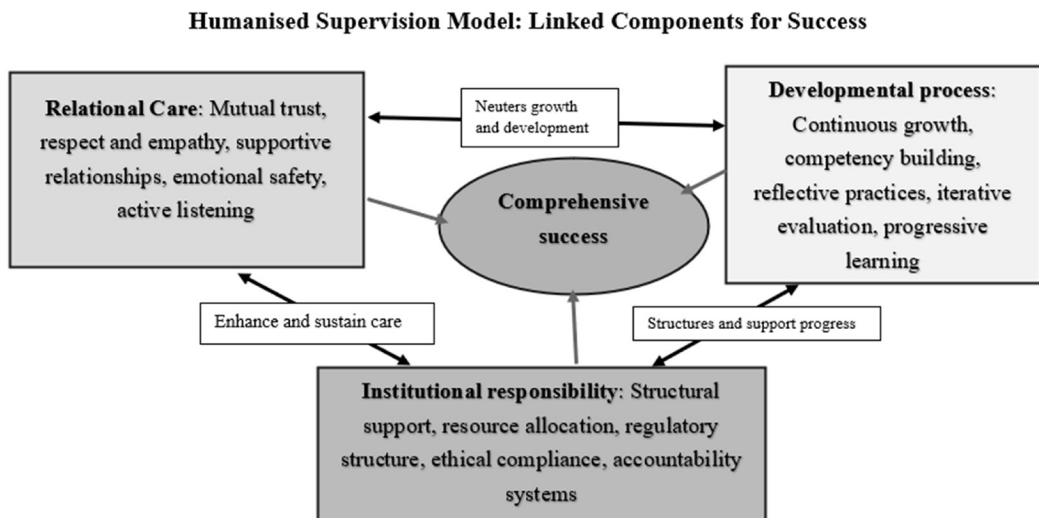 Humanised Supervision Model: Linked Components for Success
Relational Care: Mutual trust,
respect and empathy, supportive
relationships, emotional safety,
active listening
Neuters growth
and development
Developmental process:
Continuous growth,
competency building,
reflective practices, iterative
evaluation, progressive
learning
Comprehensive
success
Enhance and sustain care
Structures and support progress
Institutional responsibility: Structural
support, resource allocation, regulatory
structure, ethical compliance, accountability
systems